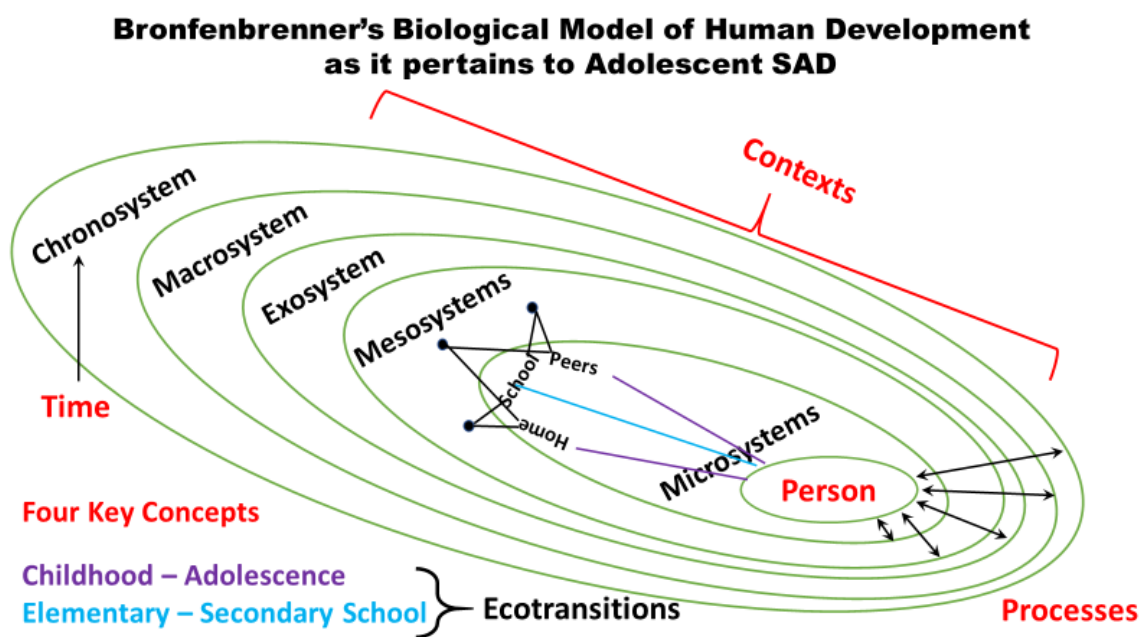 Bronfenbrenner’s Biological Model of Human Development
as it pertains to Adolescent SAD
Contexts
Chronosystem
Macrosystem
Exosystem
Mesosystems
Peers
School
Home
Microsystems
Time
Person
Four Key Concepts
Childhood – Adolescence
Elementary – Secondary School
Ecotransitions
Processes